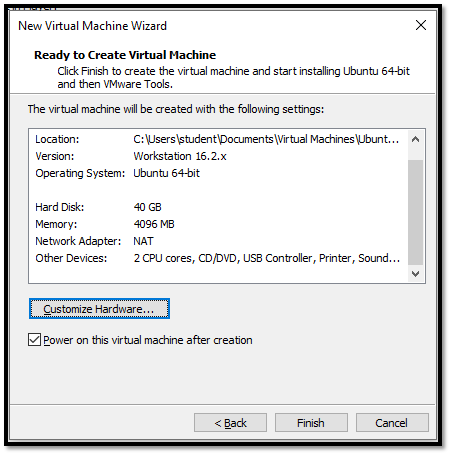 New Virtual Machine Wizard
Ready to Create Virtual Machine
Click Finish to create the virtual machine and start installing Ubuntu 64-bit
and then VMware Tools.
The virtual machine will be created with the following settings:
Location: C:\Users\student\Documents\Virtual Machines\Ubunt...
Version: Workstation 16.2.x
Operating System: Ubuntu 64-bit
Hard Disk: 40 GB
Memory: 4096 MB
Network Adapter: NAT
Other Devices: 2 CPU cores, CD/DVD, USB Controller, Printer, Sound...
Customize Hardware...
Power on this virtual machine after creation
< Back Finish Cancel